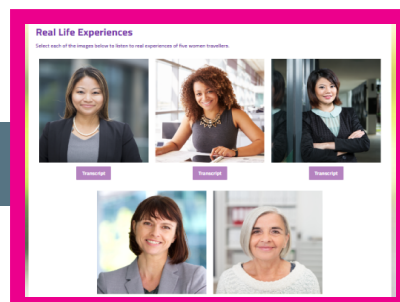 Real Life Experiences
Select each of the images below to listen to real experiences of five women travellers.
Transcript
Transcript
Transcript